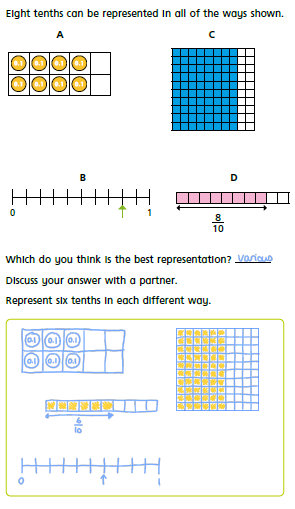 Eight tenths can be represented in all of the ways shown.
A C
0.1 0.1 0.1 0.1
0.1 0.1 0.1 0.1
B D
0 1
8
10
Which do you think is the best representation? Various
Discuss your answer with a partner.
Represent six tenths in each different way.
0.1 0.1 0.1
0.1 0.1 0.1
6
10
0 1